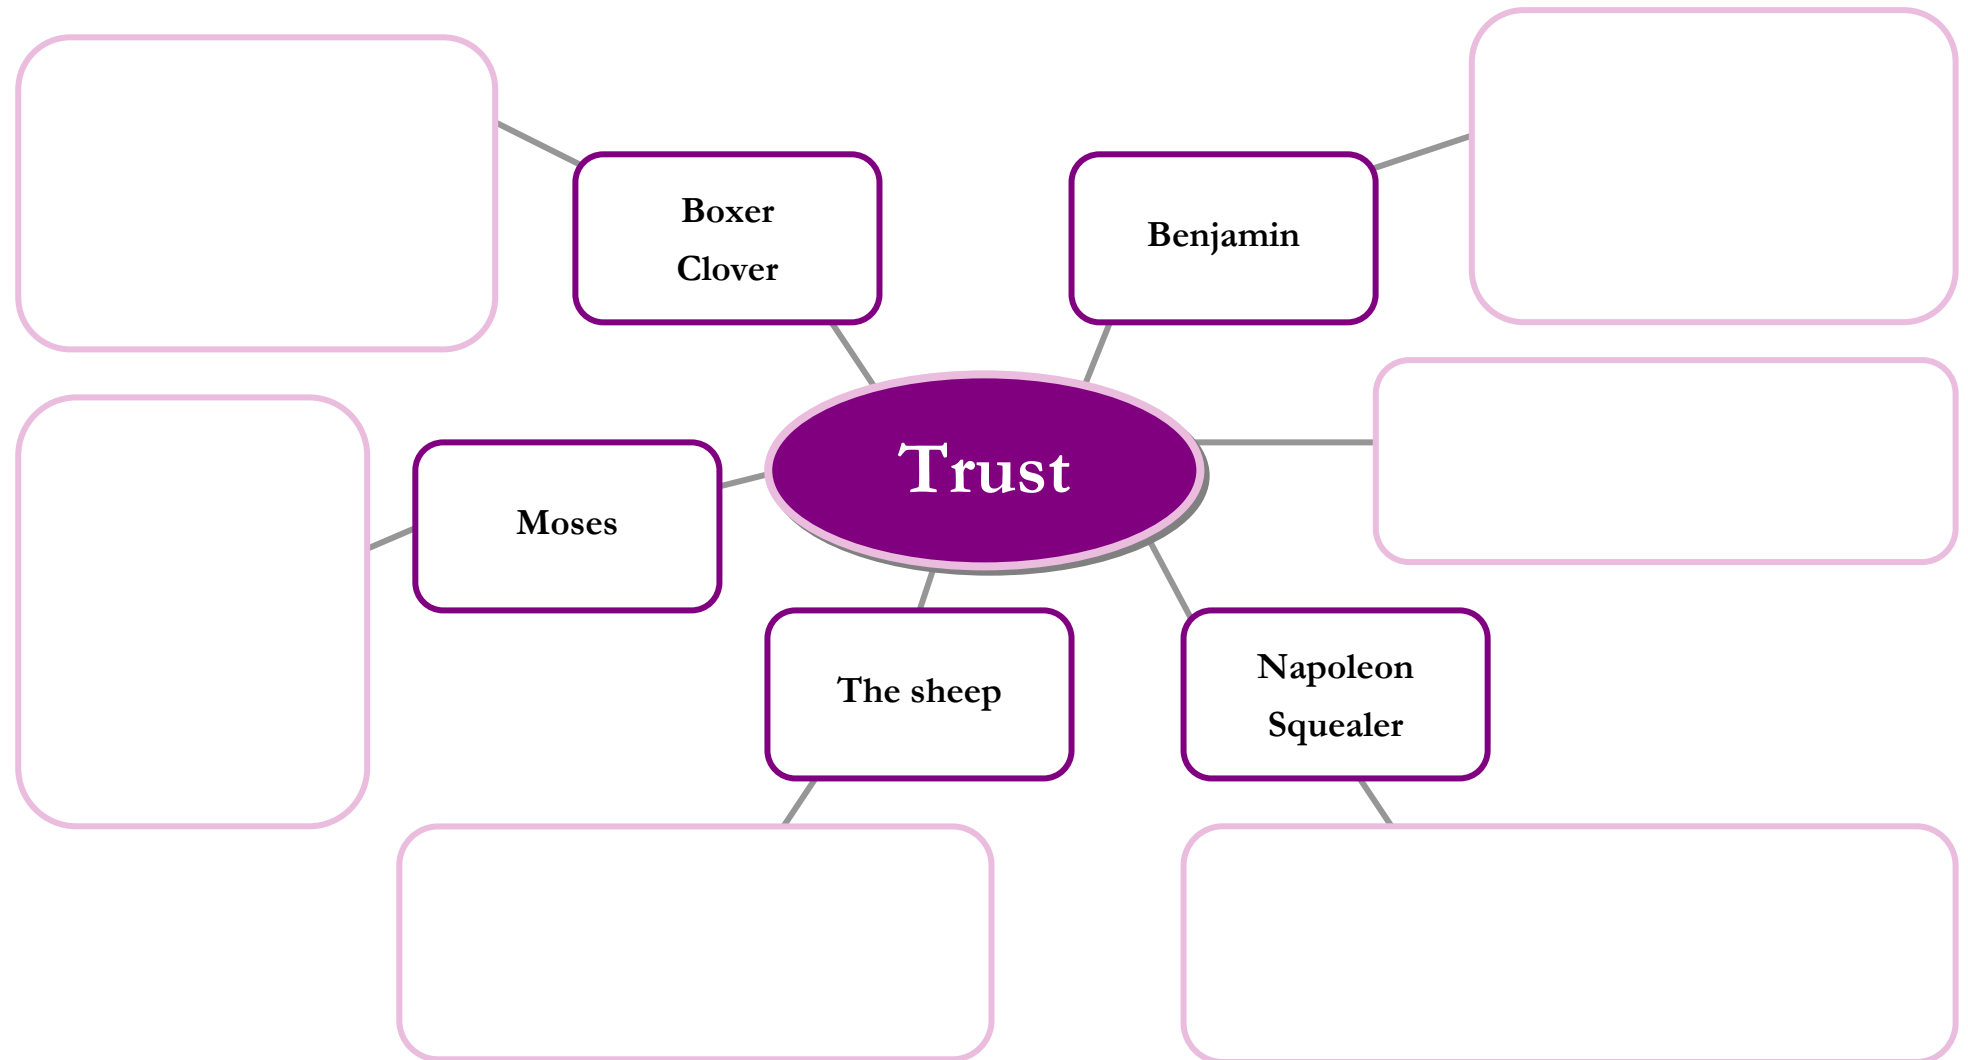 Boxer
Clover
Benjamin
Trust
Moses
The sheep
Napoleon
Squealer